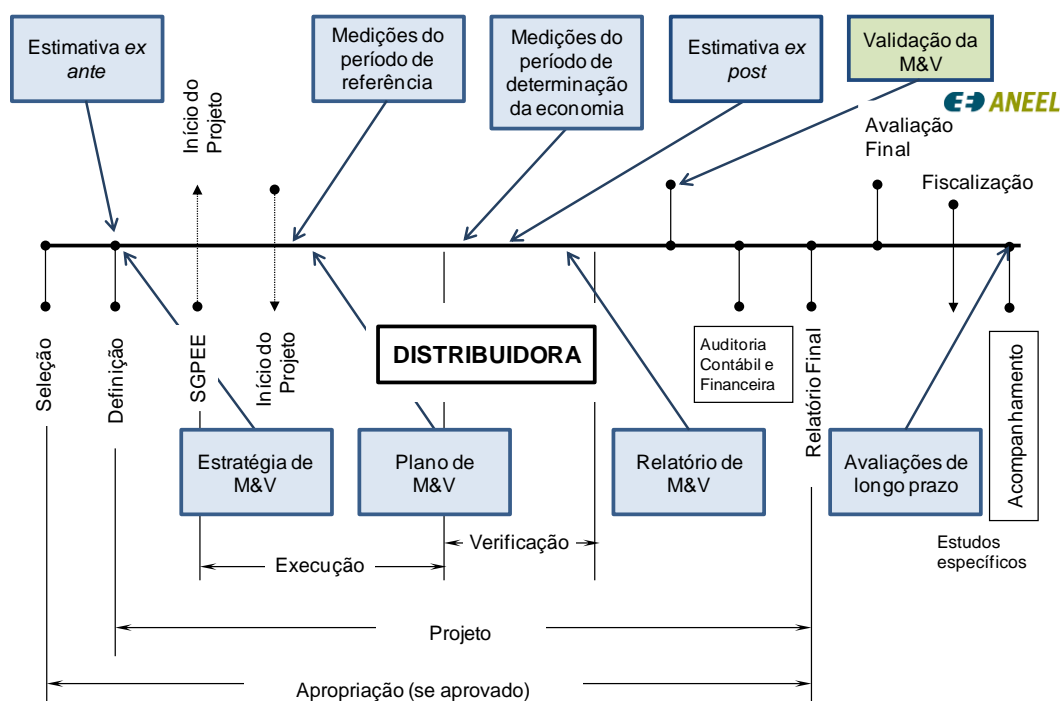 Estimativa ex
ante
Medições do
período de
referência
Medições do
período de
determinação
da economia
Estimativa ex
post
Validação da
M&V
ANEEL
Início do
Projeto
Avaliação
Final
Fiscalização
Seleção
Definição
SGPEE
Início do
Projeto
DISTRIBUIDORA
Auditoria
Contábil e
Financeira
Relatório Final
Acompanhamento
Estratégia de
M&V
Plano de
M&V
Relatório de
M&V
Avaliações de
longo prazo
Verificação
Estudos
específicos
Execução
Projeto
Apropriação (se aprovado)